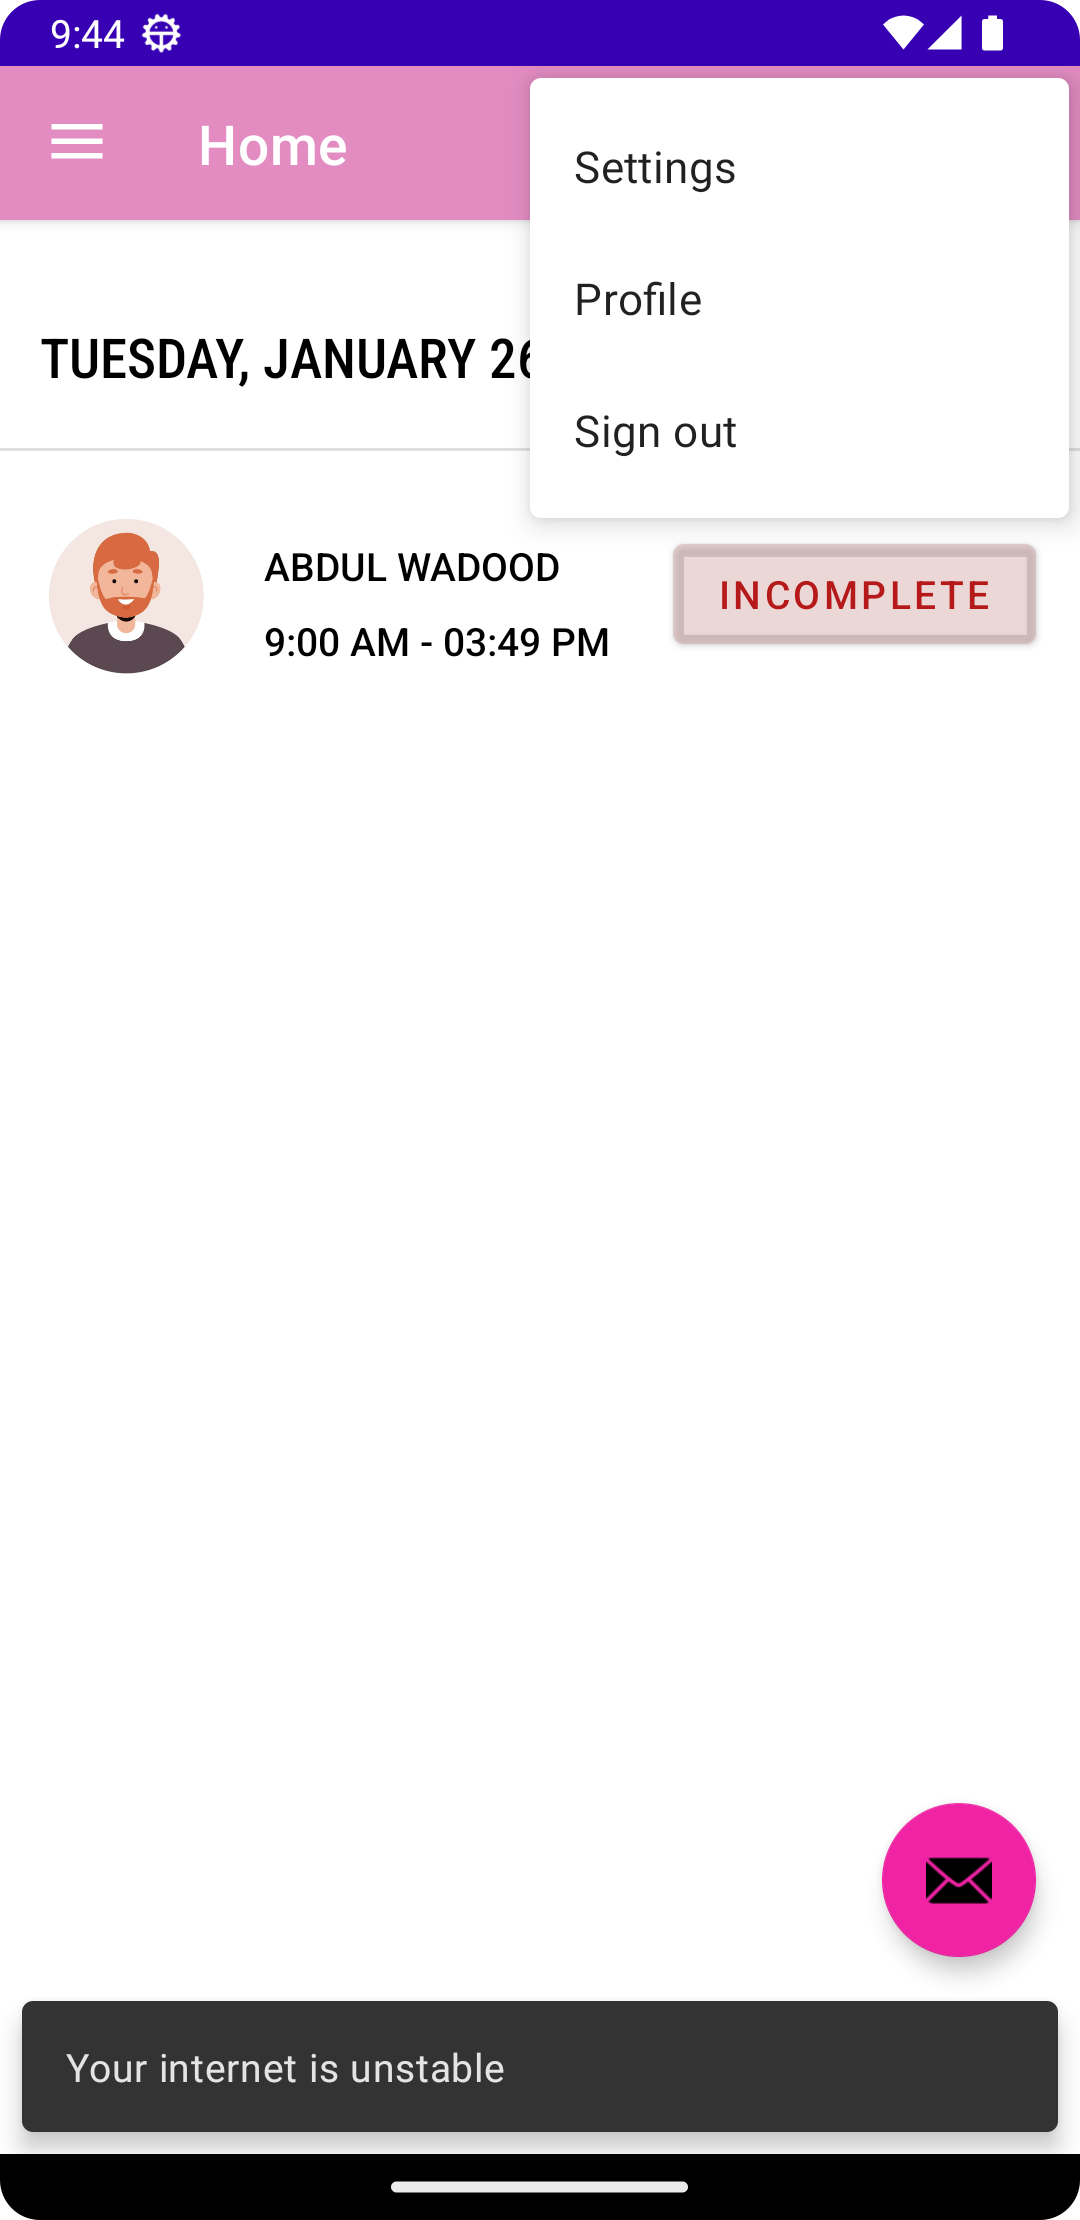 9:44
Home
Settings
Profile
Sign out
TUESDAY, JANUARY 26
ABDUL WADOOD
9:00 AM - 03:49 PM
INCOMPLETE
Your internet is unstable